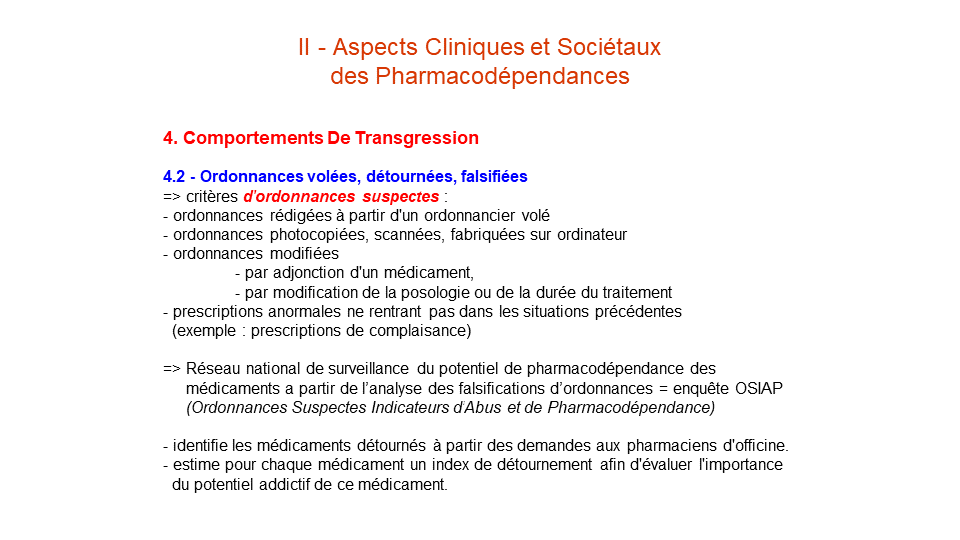 II - Aspects Cliniques et Sociétaux
des Pharmacodépendances
4. Comportements De Transgression
4.2 - Ordonnances volées, détournées, falsifiées
=> critères d'ordonnances suspectes :
- ordonnances rédigées à partir d'un ordonnancier volé
- ordonnances photocopiées, scannées, fabriquées sur ordinateur
- ordonnances modifiées
- par adjonction d'un médicament,
- par modification de la posologie ou de la durée du traitement
- prescriptions anormales ne rentrant pas dans les situations précédentes
(exemple : prescriptions de complaisance)
=> Réseau national de surveillance du potentiel de pharmacodépendance des
médicaments a partir de l'analyse des falsifications d'ordonnances = enquête OSIAP
(Ordonnances Suspectes Indicateurs d'Abus et de Pharmacodépendance)
- identifie les médicaments détournés à partir des demandes aux pharmaciens d'officine.
- estime pour chaque médicament un index de détournement afin d'évaluer l'importance
du potentiel addictif de ce médicament.